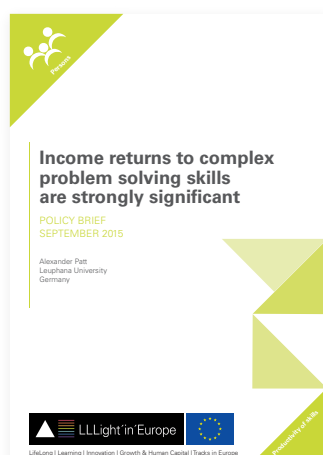 Persons
Income returns to complex
problem solving skills
are strongly significant
POLICY BRIEF
SEPTEMBER 2015
Alexander Patt
Leuphana University
Germany
Productivity of skills
LLLight'in'Europe
LifeLong | Learning | Innovation | Growth & Human Capital | Tracks in Europe